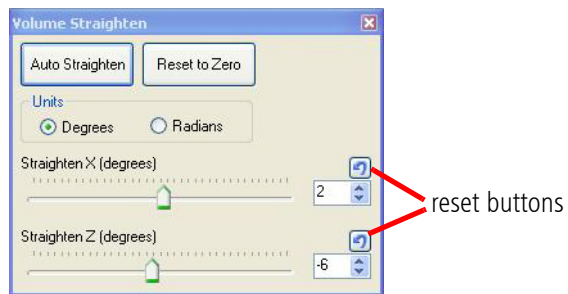 Volume Straighten
Auto Straighten
Reset to Zero
Units
Degrees
Radians
Straighten X (degrees)
2
reset buttons
Straighten Z (degrees)
-6